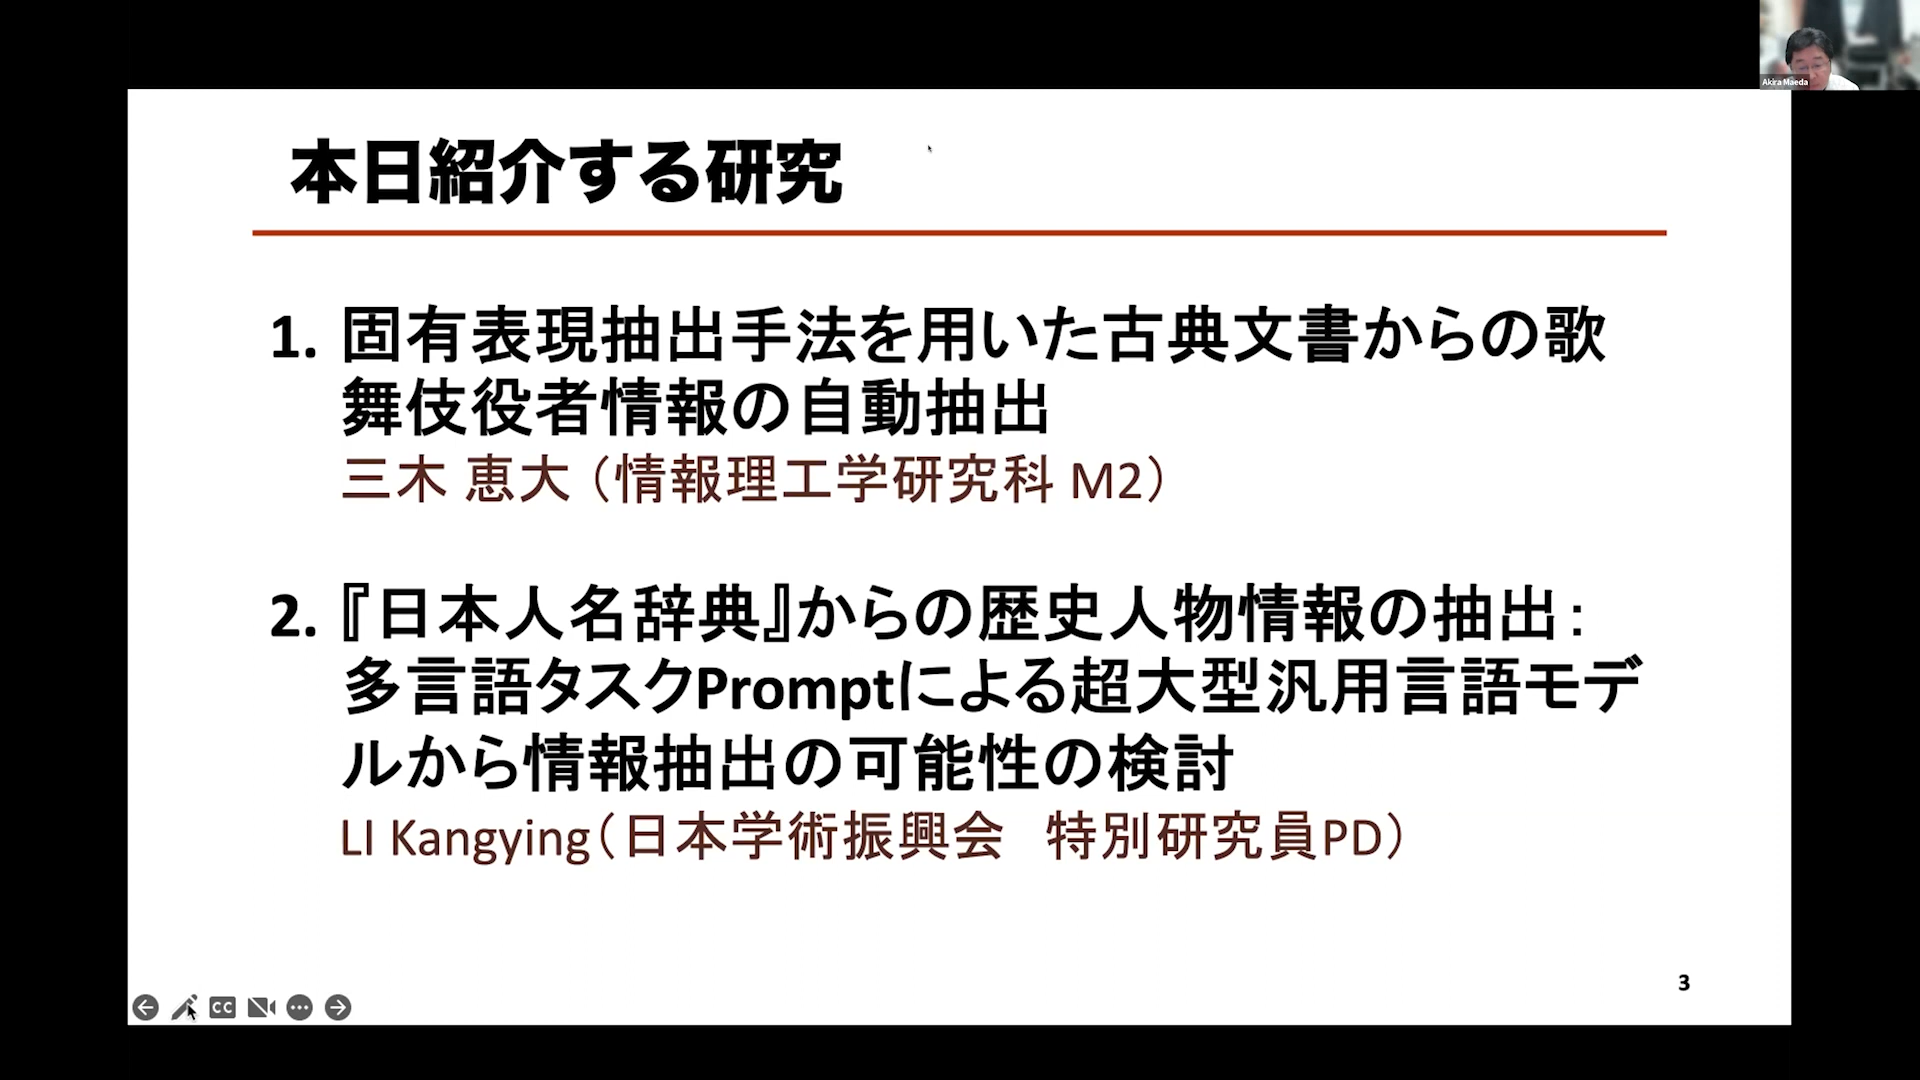 Akira Maeda
本日紹介する研究
1. 固有表現抽出手法を用いた古典文書からの歌
舞伎役者情報の自動抽出
三木 恵大（情報理工学研究科 M2）
2. 『日本人名辞典』からの歴史人物情報の抽出：
多言語タスクPromptによる超大型汎用言語モデ
ルから情報抽出の可能性の検討
LI Kangying（日本学術振興会　特別研究員PD）
3
CC